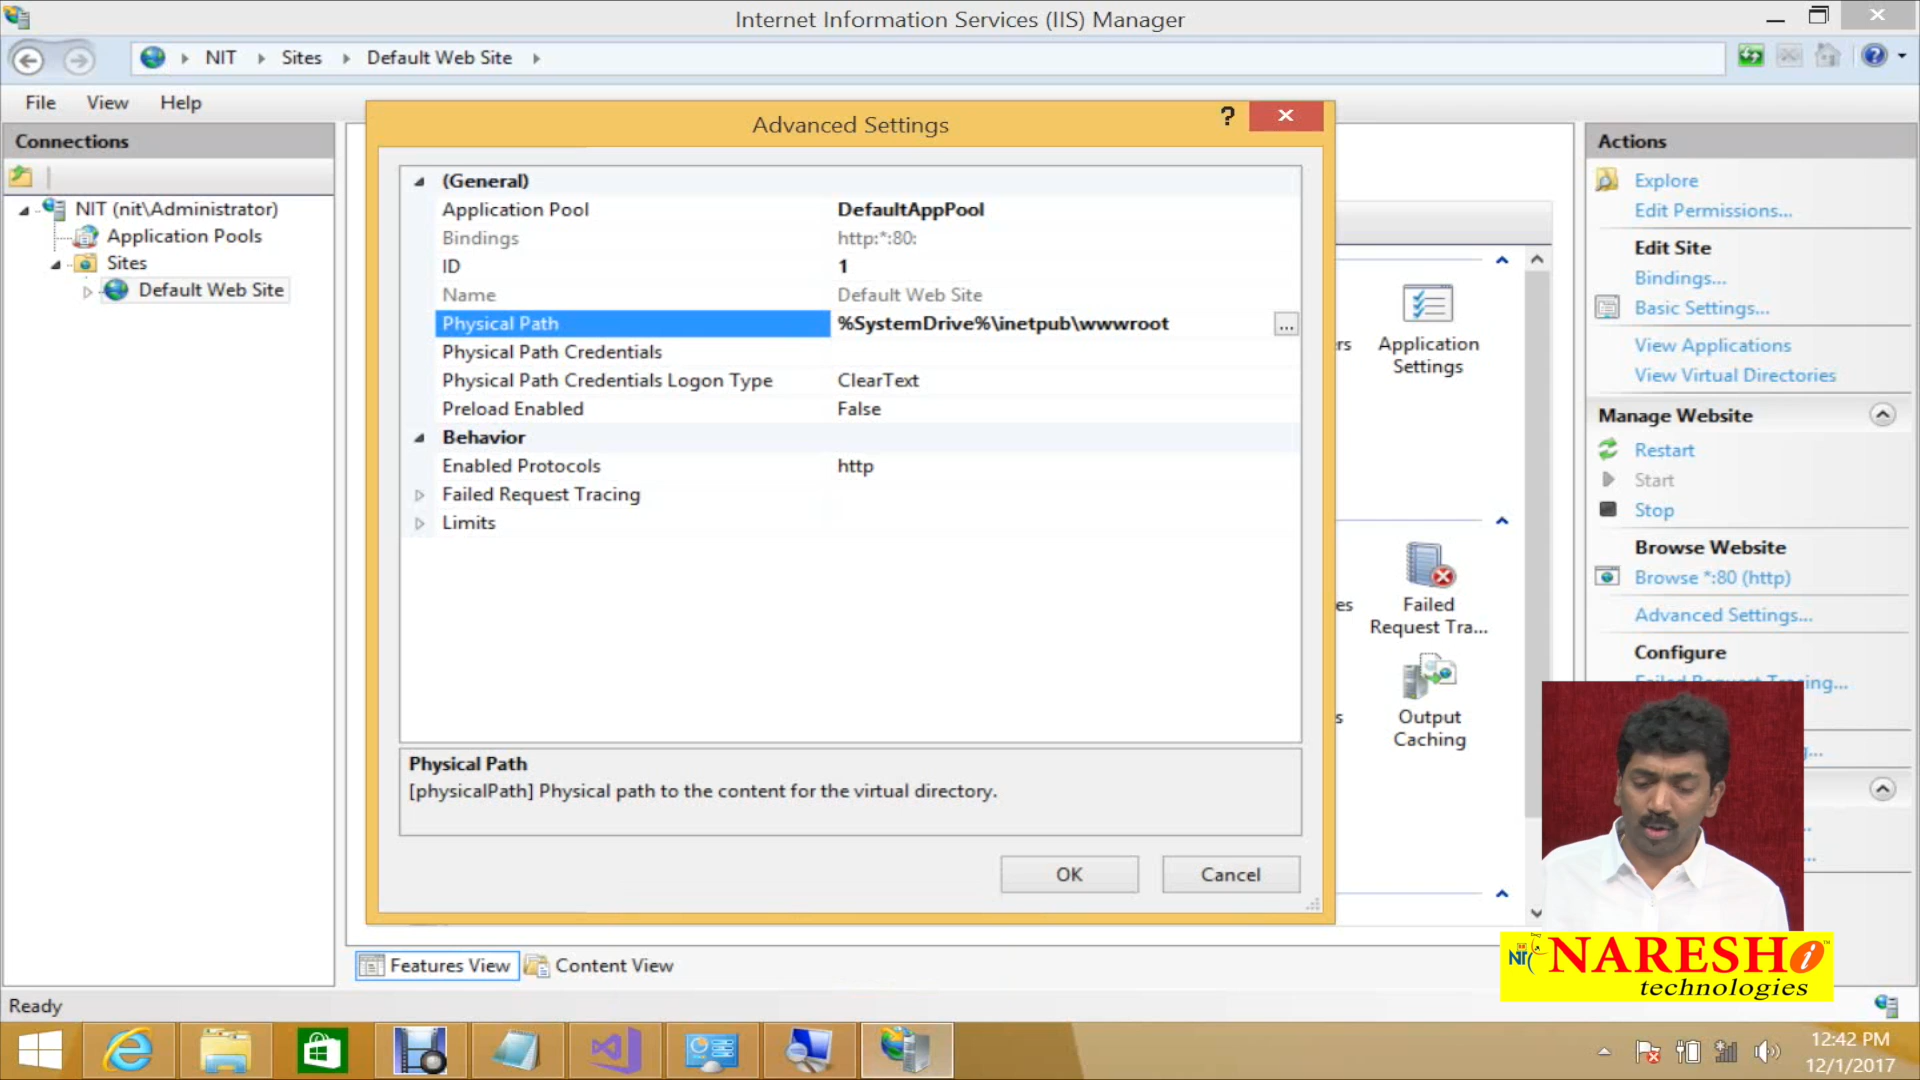 Internet Information Services (IIS) Manager
NIT
Sites
Default Web Site
File
View
Help
Connections
NIT (nit\Administrator)
Application Pools
Sites
Default Web Site
Advanced Settings
?
(General)
Application Pool DefaultAppPool
Bindings http:*:80:
ID 1
Name Default Web Site
Physical Path %SystemDrive%\inetpub\wwwroot ...
Physical Path Credentials
Physical Path Credentials Logon Type ClearText
Preload Enabled False
Behavior
Enabled Protocols http
Failed Request Tracing
Limits
Physical Path
[physicalPath] Physical path to the content for the virtual directory.
OK
Cancel
rs
Application
Settings
es
Failed
Request Tra...
s
Output
Caching
Features View
Content View
Actions
Explore
Edit Permissions...
Edit Site
Bindings...
Basic Settings...
View Applications
View Virtual Directories
Manage Website
Restart
Start
Stop
Browse Website
Browse *:80 (http)
Advanced Settings...
Configure
Failed Request Tracing...
NIT
NARESH i
technologies
Ready
12:42 PM
12/1/2017